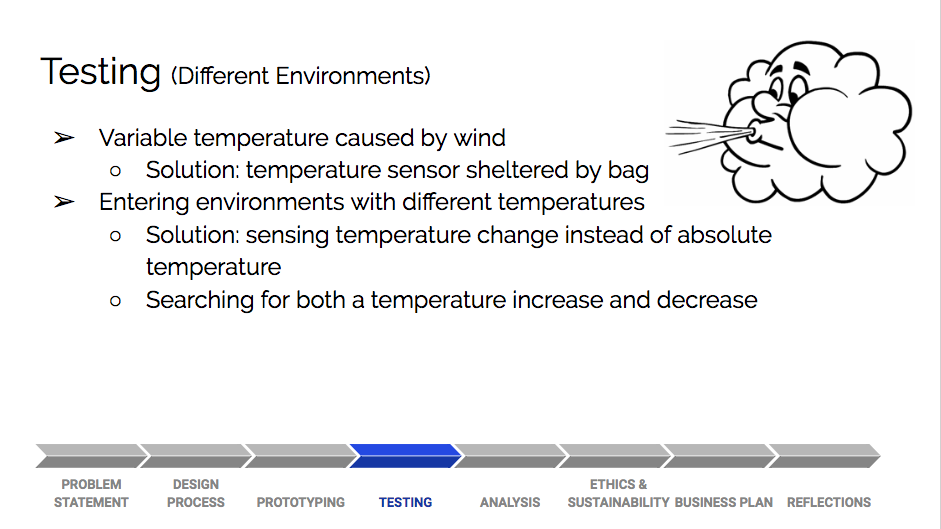 Testing (Different Environments)
➢ Variable temperature caused by wind
○ Solution: temperature sensor sheltered by bag
➢ Entering environments with different temperatures
○ Solution: sensing temperature change instead of absolute
temperature
○ Searching for both a temperature increase and decrease
PROBLEM
STATEMENT
DESIGN
PROCESS
PROTOTYPING
TESTING
ANALYSIS
ETHICS &
SUSTAINABILITY
BUSINESS PLAN
REFLECTIONS